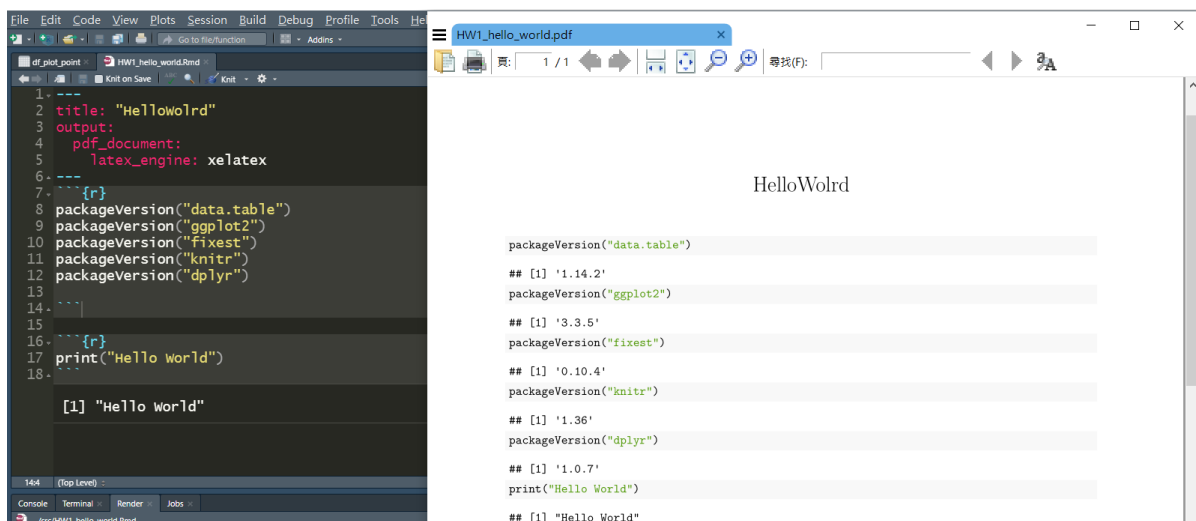 File Edit Code View Plots Session Build Debug Profile Tools Hel
Go to file/function Addins
df_plot_point HW1_hello_world.Rmd
Knit on Save Knit
1 ---
2 title: "HelloWolrd"
3 output:
4 pdf_document:
5 latex_engine: xelatex
6 ---
7 ```{r}
8 packageVersion("data.table")
9 packageVersion("ggplot2")
10 packageVersion("fixest")
11 packageVersion("knitr")
12 packageVersion("dplyr")
13
14 ```
15
16 ```{r}
17 print("Hello World")
18 ```
[1] "Hello World"
14:4 (Top Level)
Console Terminal Render Jobs
/src/HW1_hello_world.Rmd
HW1_hello_world.pdf
頁: 1 / 1 尋找(F):
HelloWolrd
packageVersion("data.table")
## [1] '1.14.2'
packageVersion("ggplot2")
## [1] '3.3.5'
packageVersion("fixest")
## [1] '0.10.4'
packageVersion("knitr")
## [1] '1.36'
packageVersion("dplyr")
## [1] '1.0.7'
print("Hello World")
## [1] "Hello World"